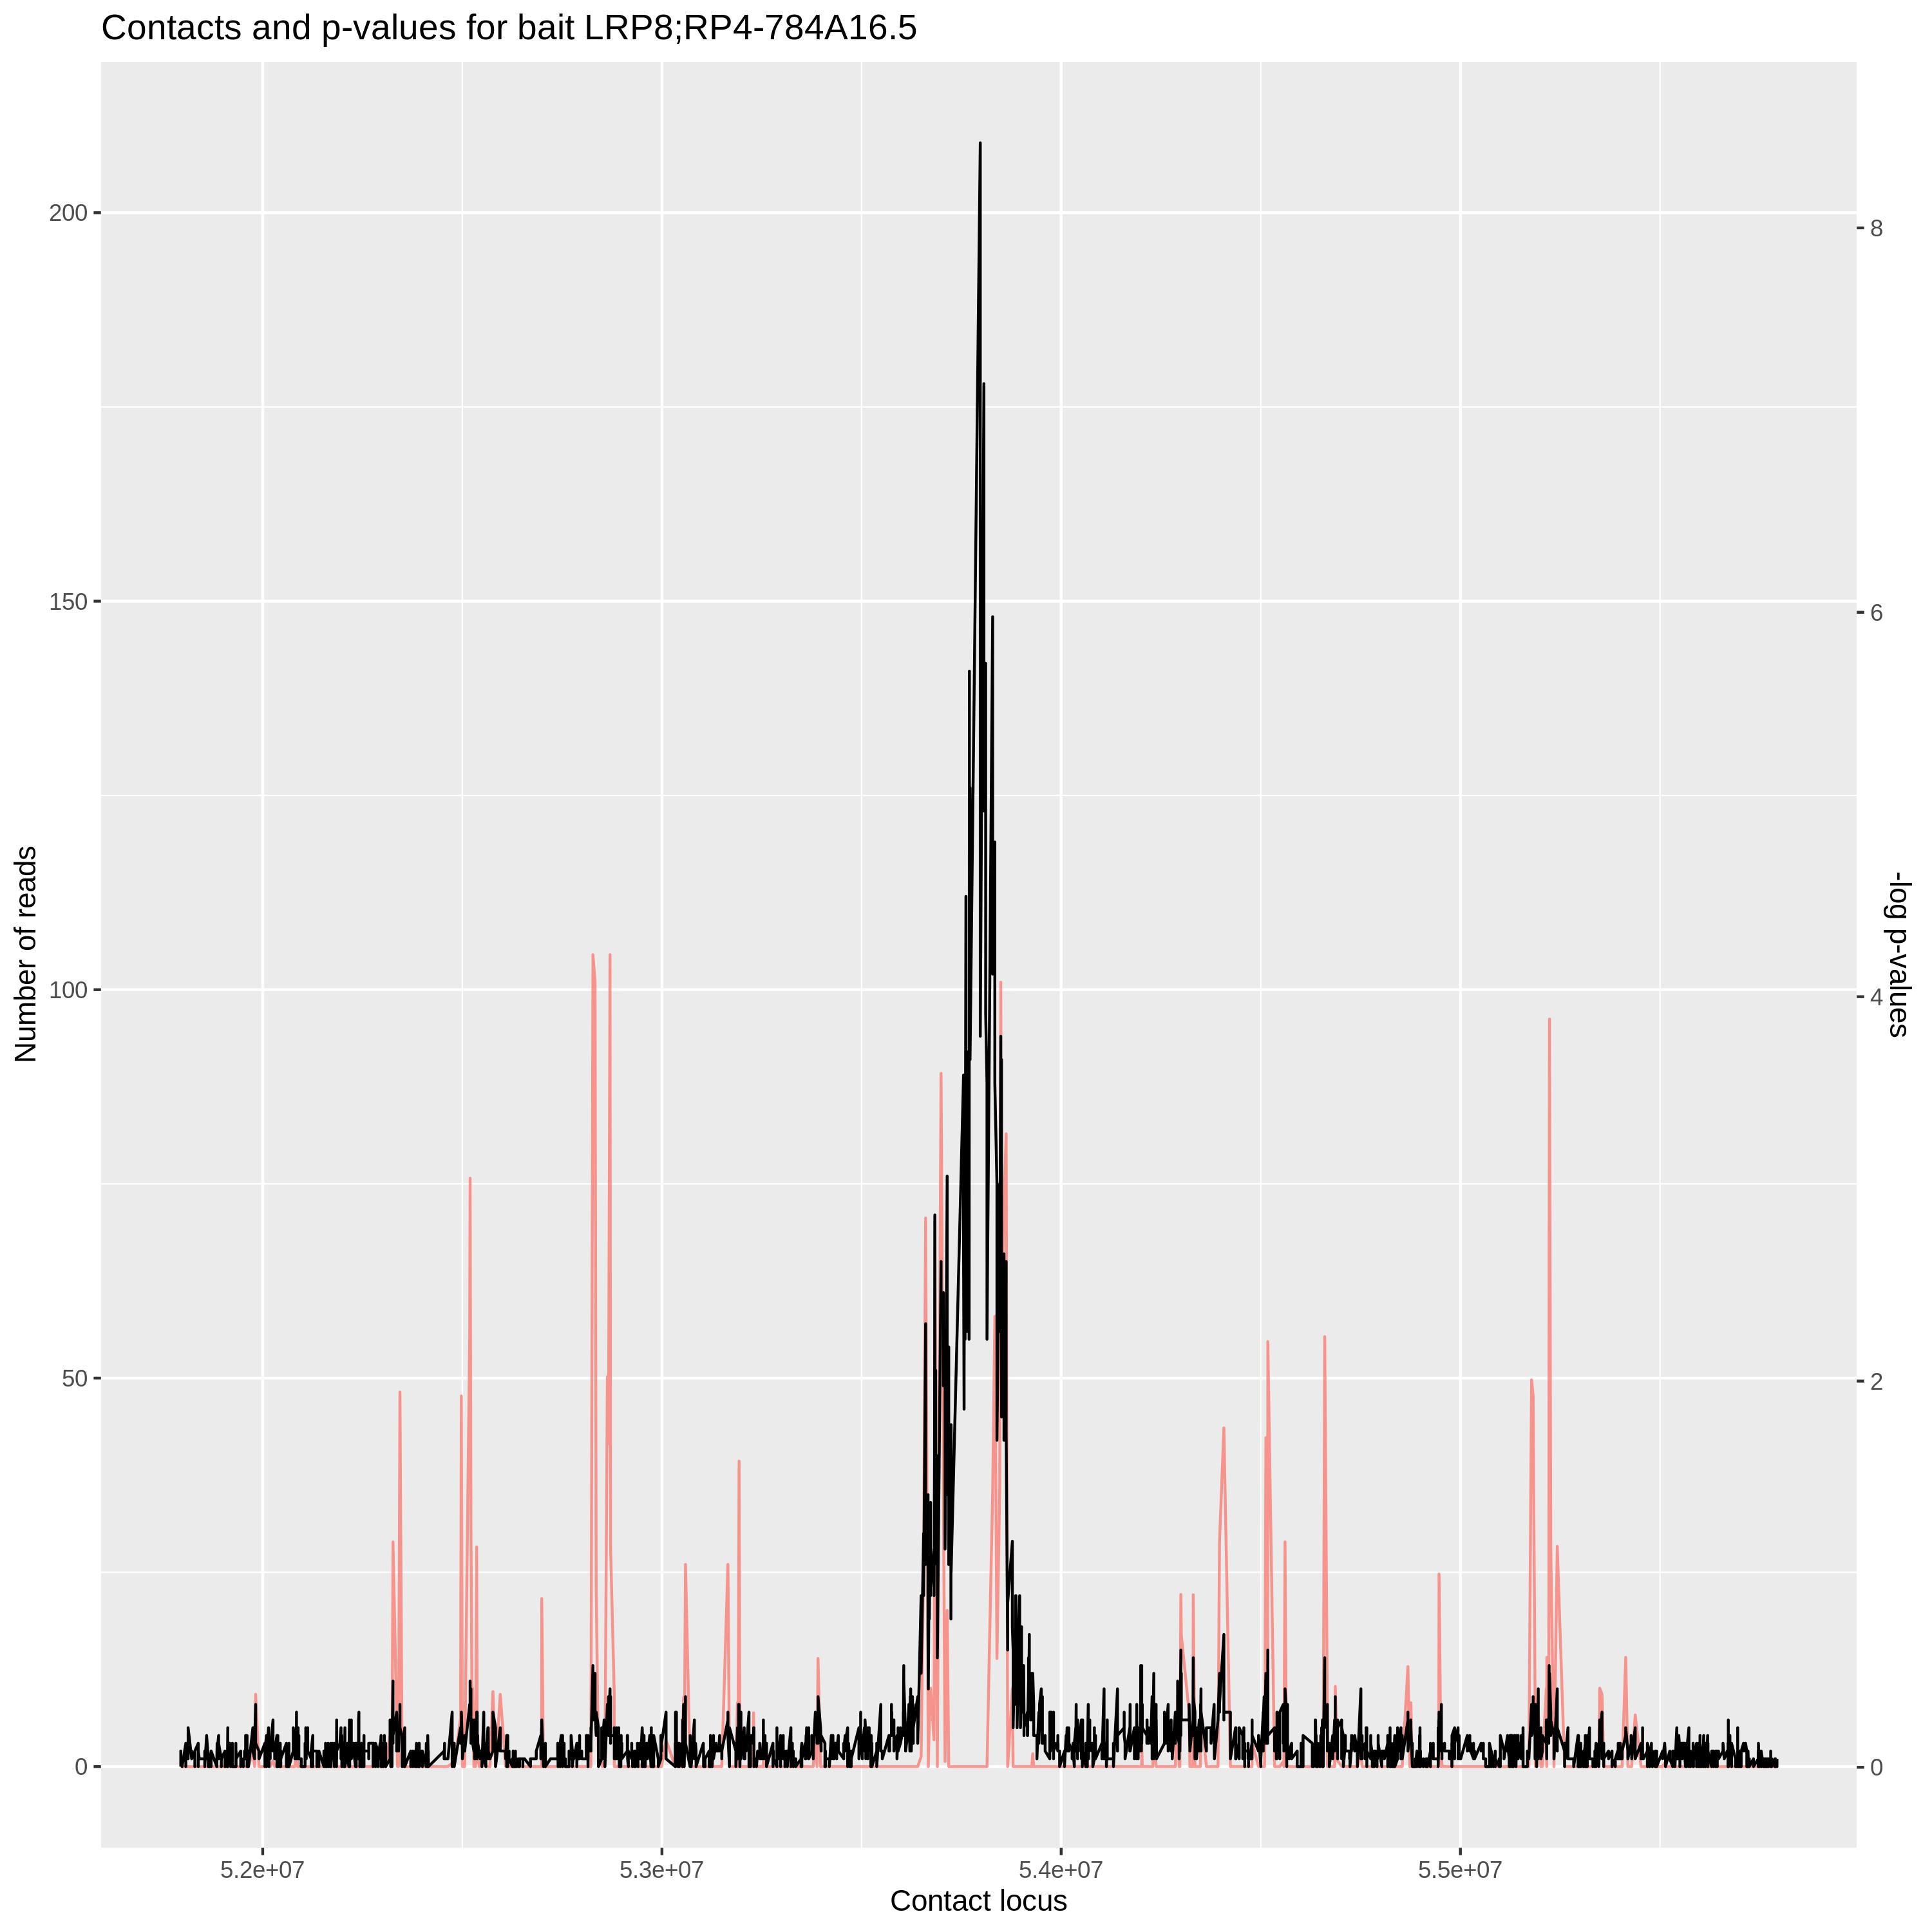 Contacts and p-values for bait LRP8;RP4-784A16.5
200
150
100
50
0
8
6
4
2
0
Number of reads
-log p-values
5.2e+07
5.3e+07
5.4e+07
5.5e+07
Contact locus